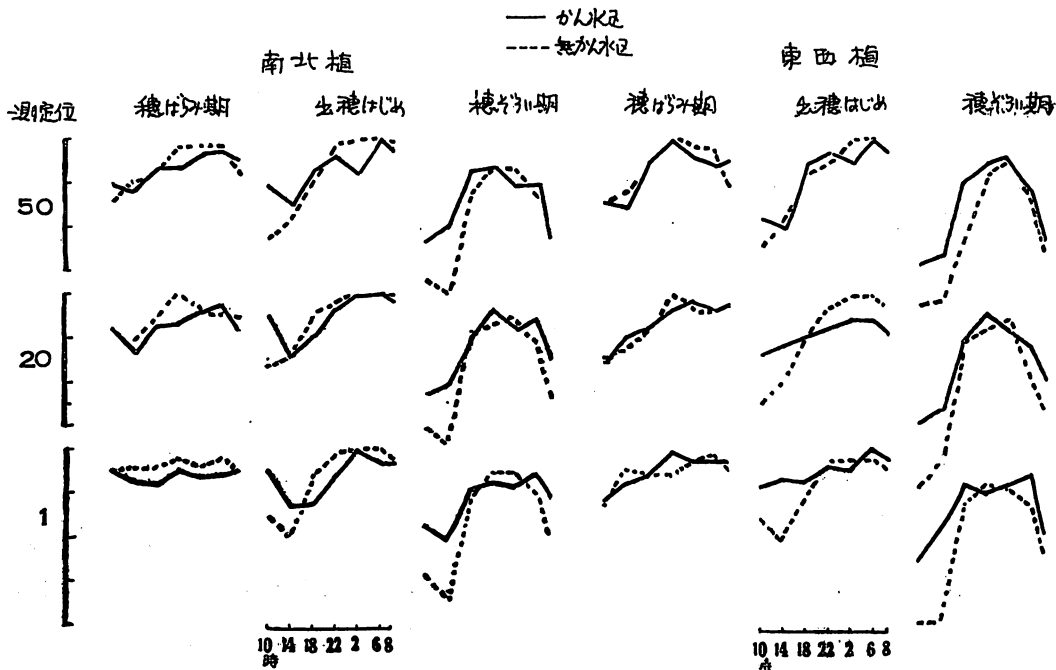 かん水区
無かん水区
南北植
東西植
測定位
穂ばらみ期
出穂はじめ
穂ぞろい期
穂ばらみ期
出穂はじめ
穂ぞろい期
50
20
1
10 14 18 22 2 6 8
時
10 14 18 22 2 6 8